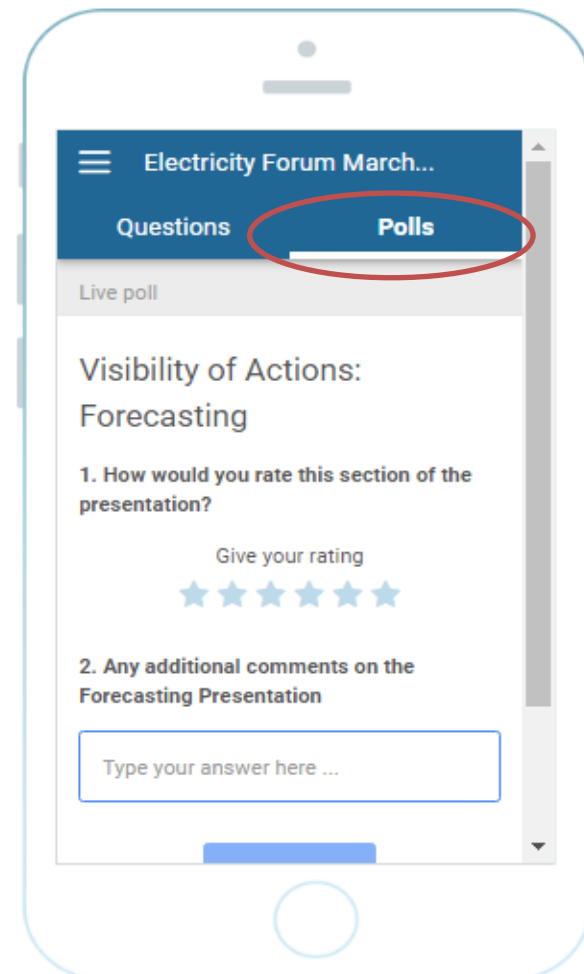 Electricity Forum March...
Questions Polls
Live poll
Visibility of Actions:
Forecasting
1. How would you rate this section of the
presentation?
Give your rating
2. Any additional comments on the
Forecasting Presentation
Type your answer here ...